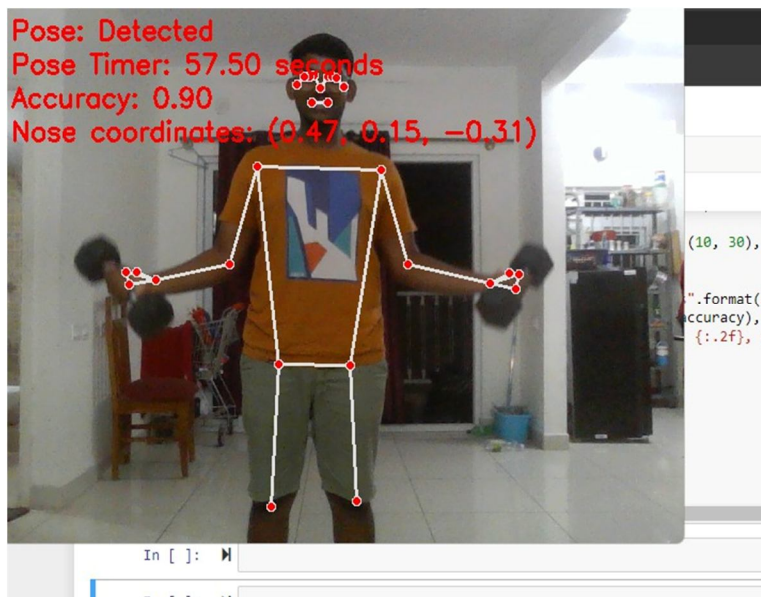 Pose: Detected
Pose Timer: 57.50 seconds
Accuracy: 0.90
Nose coordinates: (0.47, 0.15, -0.31)
(10, 30),
".format(
accuracy),
{:.2f},
In [ ]: